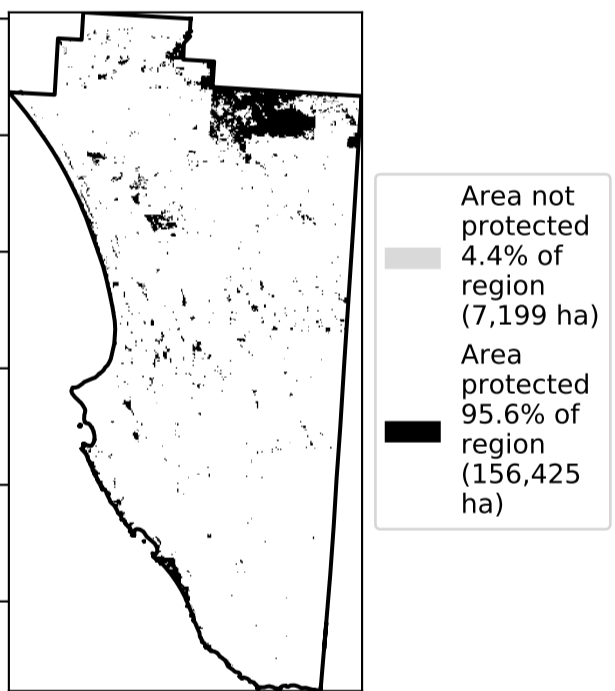 Area not
protected
4.4% of
region
(7,199 ha)
Area
protected
95.6% of
region
(156,425
ha)